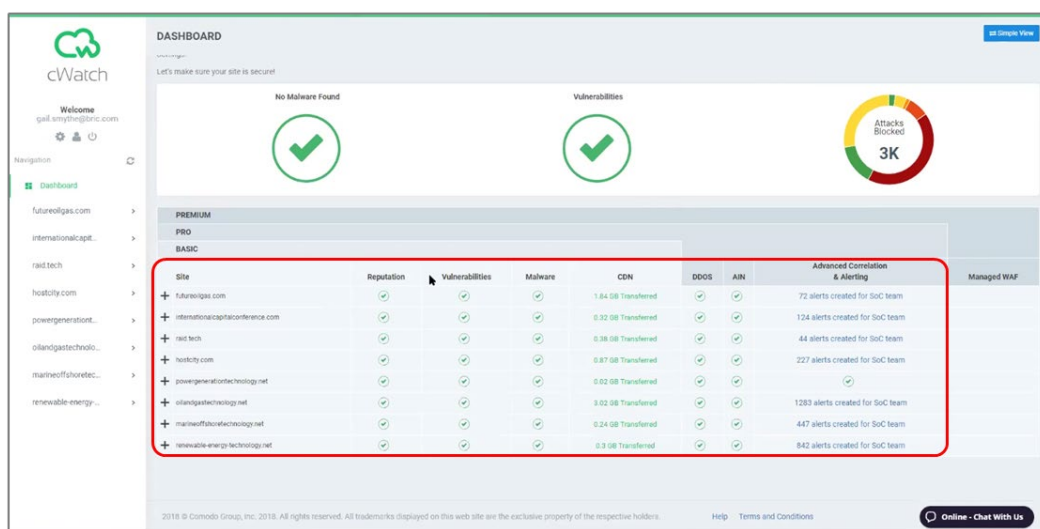 DASHBOARD
Simple View
Let's make sure your site is secure!
cWatch
Welcome
gail.smythe@bric.com
Navigation
Dashboard
futureoilgas.com
internationalcapit...
raid.tech
hostcity.com
powergenerationt...
oilandgastechnolo...
marineoffshoretec...
renewable-energy-...
No Malware Found
Vulnerabilities
Attacks
Blocked
3K
PREMIUM
PRO
BASIC
Site Reputation Vulnerabilities Malware CDN DDOS AIN Advanced Correlation & Alerting Managed WAF
futureoilgas.com 1.84 GB Transferred 72 alerts created for SoC team
internationalcapitalconference.com 0.32 GB Transferred 124 alerts created for SoC team
raid.tech 0.38 GB Transferred 44 alerts created for SoC team
hostcity.com 0.87 GB Transferred 227 alerts created for SoC team
powergenerationtechnology.net 0.02 GB Transferred
oilandgastechnology.net 3.02 GB Transferred 1283 alerts created for SoC team
marineoffshoretechnology.net 0.24 GB Transferred 447 alerts created for SoC team
renewable-energy-technology.net 0.3 GB Transferred 842 alerts created for SoC team
2018 © Comodo Group, Inc. 2018. All rights reserved. All trademarks displayed on this web site are the exclusive property of the respective holders.
Help Terms and Conditions
Online - Chat With Us